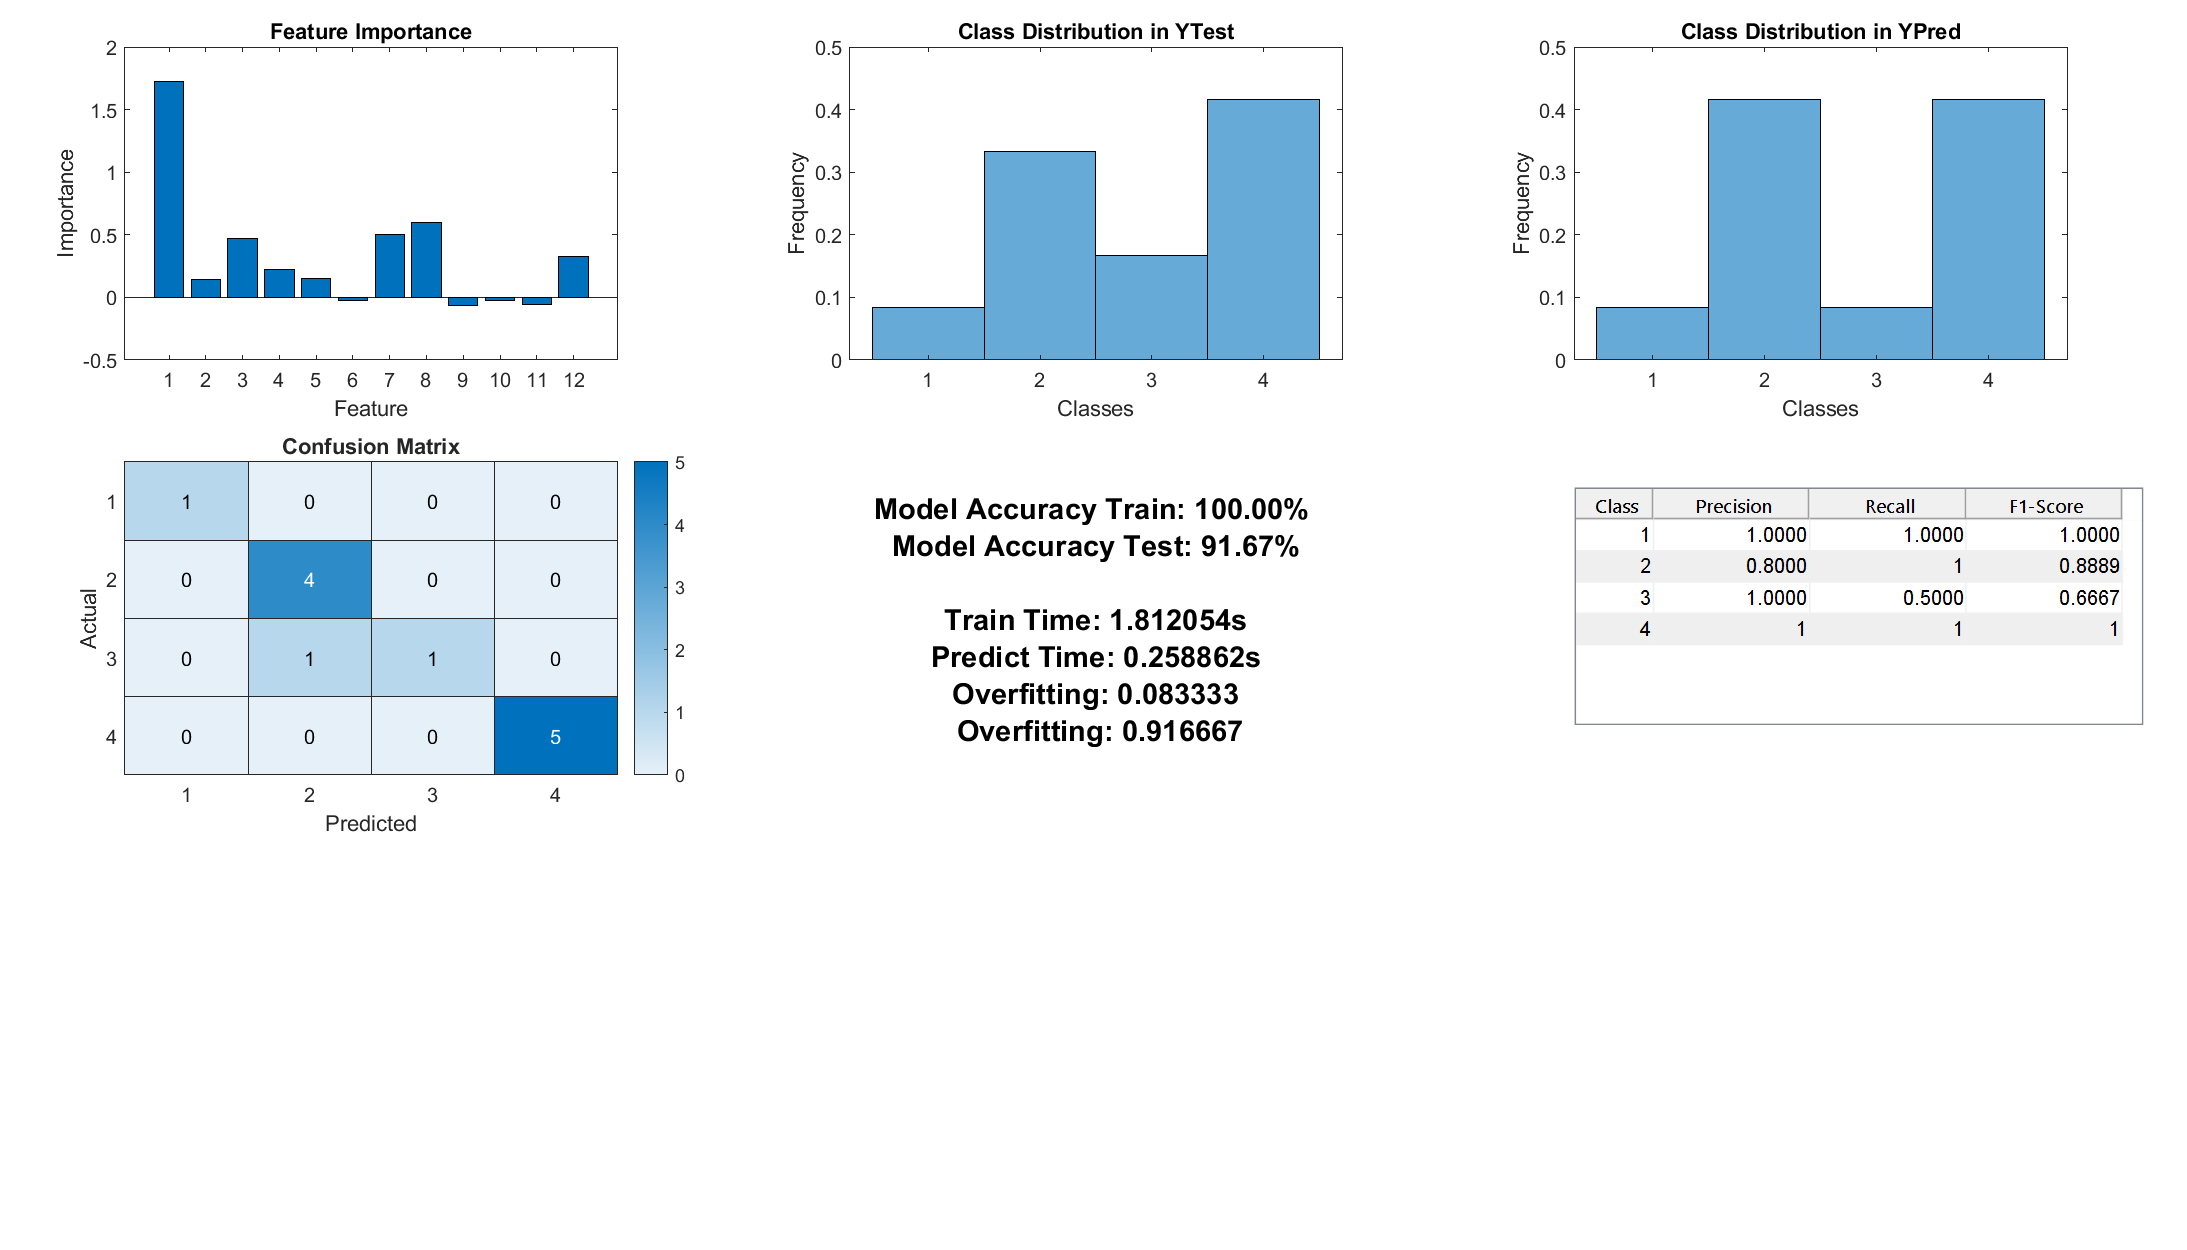 Feature Importance
2
1.5
1
0.5
0
-0.5
Importance
1 2 3 4 5 6 7 8 9 10 11 12
Feature
Class Distribution in YTest
0.5
0.4
0.3
0.2
0.1
0
Frequency
1 2 3 4
Classes
Class Distribution in YPred
0.5
0.4
0.3
0.2
0.1
0
Frequency
1 2 3 4
Classes
Confusion Matrix
Actual
1 1 0 0 0
2 0 4 0 0
3 0 1 1 0
4 0 0 0 5
1 2 3 4
Predicted
5
4
3
2
1
0
Model Accuracy Train: 100.00%
Model Accuracy Test: 91.67%
Train Time: 1.812054s
Predict Time: 0.258862s
Overfitting: 0.083333
Overfitting: 0.916667
Class Precision Recall F1-Score
1 1.0000 1.0000 1.0000
2 0.8000 1 0.8889
3 1.0000 0.5000 0.6667
4 1 1 1